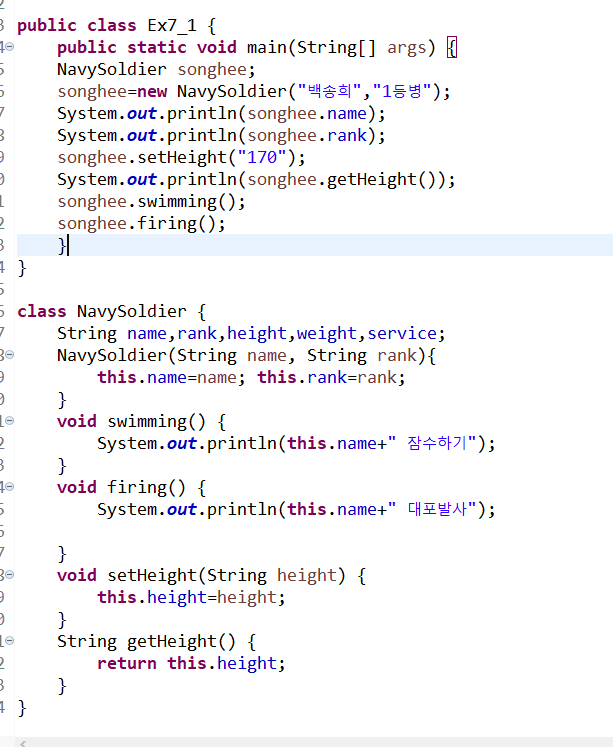 public class Ex7_1 {
public static void main(String[] args) {
NavySoldier songhee;
songhee=new NavySoldier("백송희","1등병");
System.out.println(songhee.name);
System.out.println(songhee.rank);
songhee.setHeight("170");
System.out.println(songhee.getHeight());
songhee.swimming();
songhee.firing();
}
}
class NavySoldier {
String name,rank,height,weight,service;
NavySoldier(String name, String rank){
this.name=name; this.rank=rank;
}
void swimming() {
System.out.println(this.name+" 잠수하기");
}
void firing() {
System.out.println(this.name+" 대포발사");
}
void setHeight(String height) {
this.height=height;
}
String getHeight() {
return this.height;
}
}